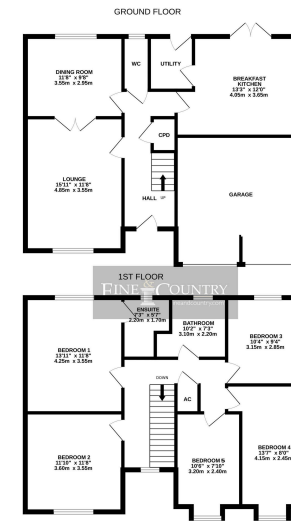 GROUND FLOOR
DINING ROOM
11'8" x 9'8"
3.55m x 2.95m
WC
UTILITY
BREAKFAST
KITCHEN
13'3" x 12'0"
4.05m x 3.65m
CPD
LOUNGE
15'11" x 11'8"
4.85m x 3.55m
HALL
UP
GARAGE
1ST FLOOR
FINE & COUNTRY
ENSUITE
7'3" x 5'7"
2.20m x 1.70m
BATHROOM
10'2" x 7'3"
3.10m x 2.20m
BEDROOM 3
10'4" x 9'4"
3.15m x 2.85m
BEDROOM 1
13'11" x 11'8"
4.25m x 3.55m
DOWN
AC
BEDROOM 2
11'10" x 11'8"
3.60m x 3.55m
BEDROOM 5
10'6" x 7'10"
3.20m x 2.40m
BEDROOM 4
13'7" x 8'0"
4.15m x 2.45m